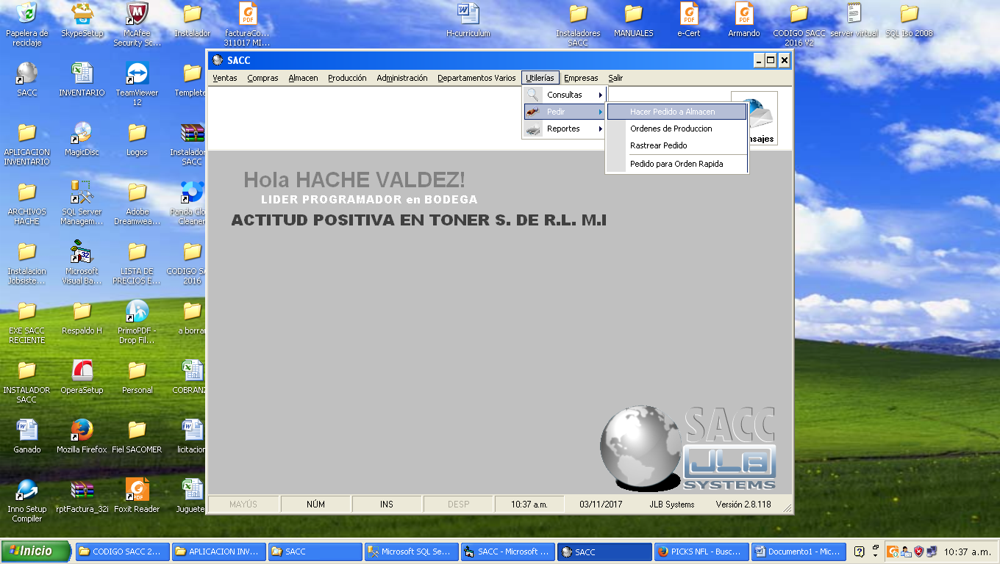 Papelera de reciclaje
SkypeSetup
McAfee Security Sc...
Instalador
facturaCo... 311017 MI...
H-curriculum
Instaladores SACC
MANUALES
e-Cert
Armando
CODIGO SACC 2016 V2
server virtual
SQL Iso 2008
SACC
INVENTARIO
TeamViewer 12
Templete
APLICACION INVENTARIO
MagicDisc
Logos
Instalador SACC
ARCHIVOS HACHE
SQL Server Managem...
Adobe Dreamwea...
Panda Clo Cleaner
Instalacion Jobsiste...
Microsoft Visual Ba...
LISTA DE PRECIOS E...
CODIGO SA 2016
EXE SACC RECIENTE
Respaldo H
PrimoPDF - Drop Fil...
a borrar
INSTALADOR SACC
OperaSetup
Personal
COBRANZ
Ganado
Mozilla Firefox
Fiel SACOMER
licitacion
Inno Setup Compiler
rptFactura_32i
Foxit Reader
Juguete
SACC
Ventas Compras Almacen Producción Administración Departamentos Varios Utilerías Empresas Salir
Consultas
Pedir
Reportes
Hacer Pedido a Almacen
Ordenes de Produccion
Rastrear Pedido
Pedido para Orden Rapida
nsajes
Hola HACHE VALDEZ!
LIDER PROGRAMADOR en BODEGA
ACTITUD POSITIVA EN TONER S. DE R.L. M.I
SACC
JLB
SYSTEMS
MAYÚS NÚM INS DESP 10:37 a.m. 03/11/2017 JLB Systems Versión 2.8.118
Inicio CODIGO SACC 2... APLICACION INV... SACC Microsoft SQL Se... SACC - Microsoft ... SACC PICKS NFL - Busc... Documento1 - Mic... 10:37 a.m.